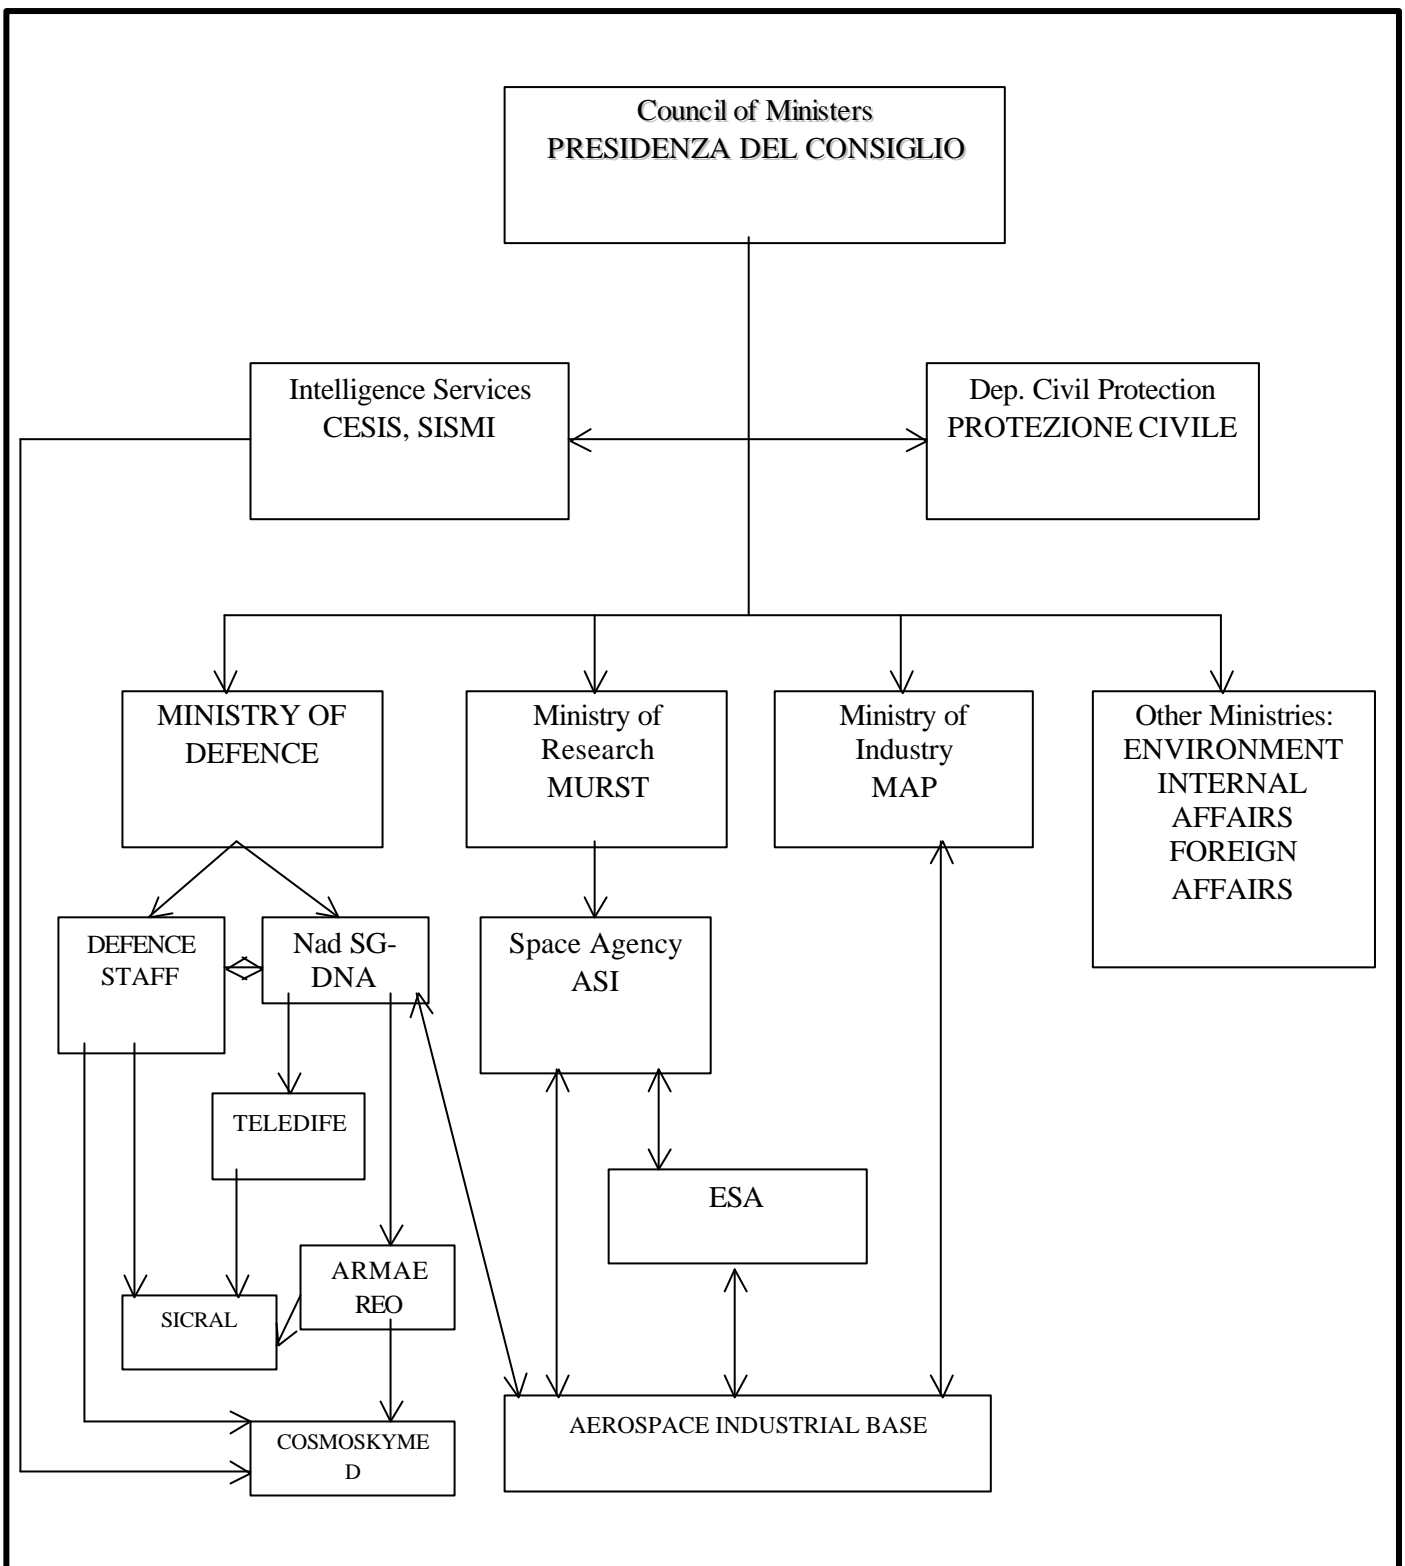 Council of Ministers
PRESIDENZA DEL CONSIGLIO
Intelligence Services
CESIS, SISMI
Dep. Civil Protection
PROTEZIONE CIVILE
MINISTRY OF
DEFENCE
Ministry of
Research
MURST
Ministry of
Industry
MAP
Other Ministries:
ENVIRONMENT
INTERNAL
AFFAIRS
FOREIGN
AFFAIRS
DEFENCE
STAFF
Nad SG-
DNA
Space Agency
ASI
TELEDIFE
ESA
ARMAE
REO
SICRAL
AEROSPACE INDUSTRIAL BASE
COSMOSKYME
D